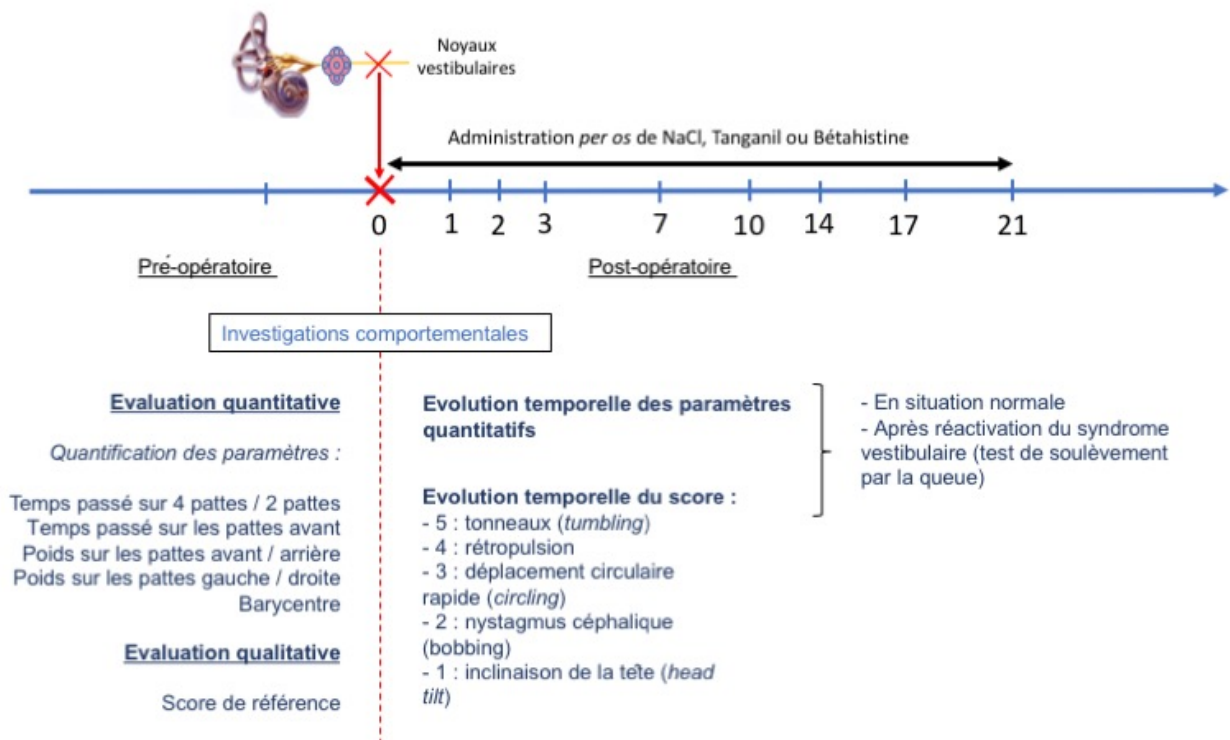 Noyaux
vestibulaires
Administration per os de NaCl, Tanganil ou Bétahistine
0 1 2 3 7 10 14 17 21
Pré-opératoire
Post-opératoire
Investigations comportementales
Evaluation quantitative
Quantification des paramètres :
Temps passé sur 4 pattes / 2 pattes
Temps passé sur les pattes avant
Poids sur les pattes avant / arrière
Poids sur les pattes gauche / droite
Barycentre
Evaluation qualitative
Score de référence
Evolution temporelle des paramètres
quantitatifs
Evolution temporelle du score :
- 5 : tonneaux (tumbling)
- 4 : rétropulsion
- 3 : déplacement circulaire
rapide (circling)
- 2 : nystagmus céphalique
(bobbing)
- 1 : inclinaison de la tête (head
tilt)
- En situation normale
- Après réactivation du syndrome
vestibulaire (test de soulèvement
par la queue)